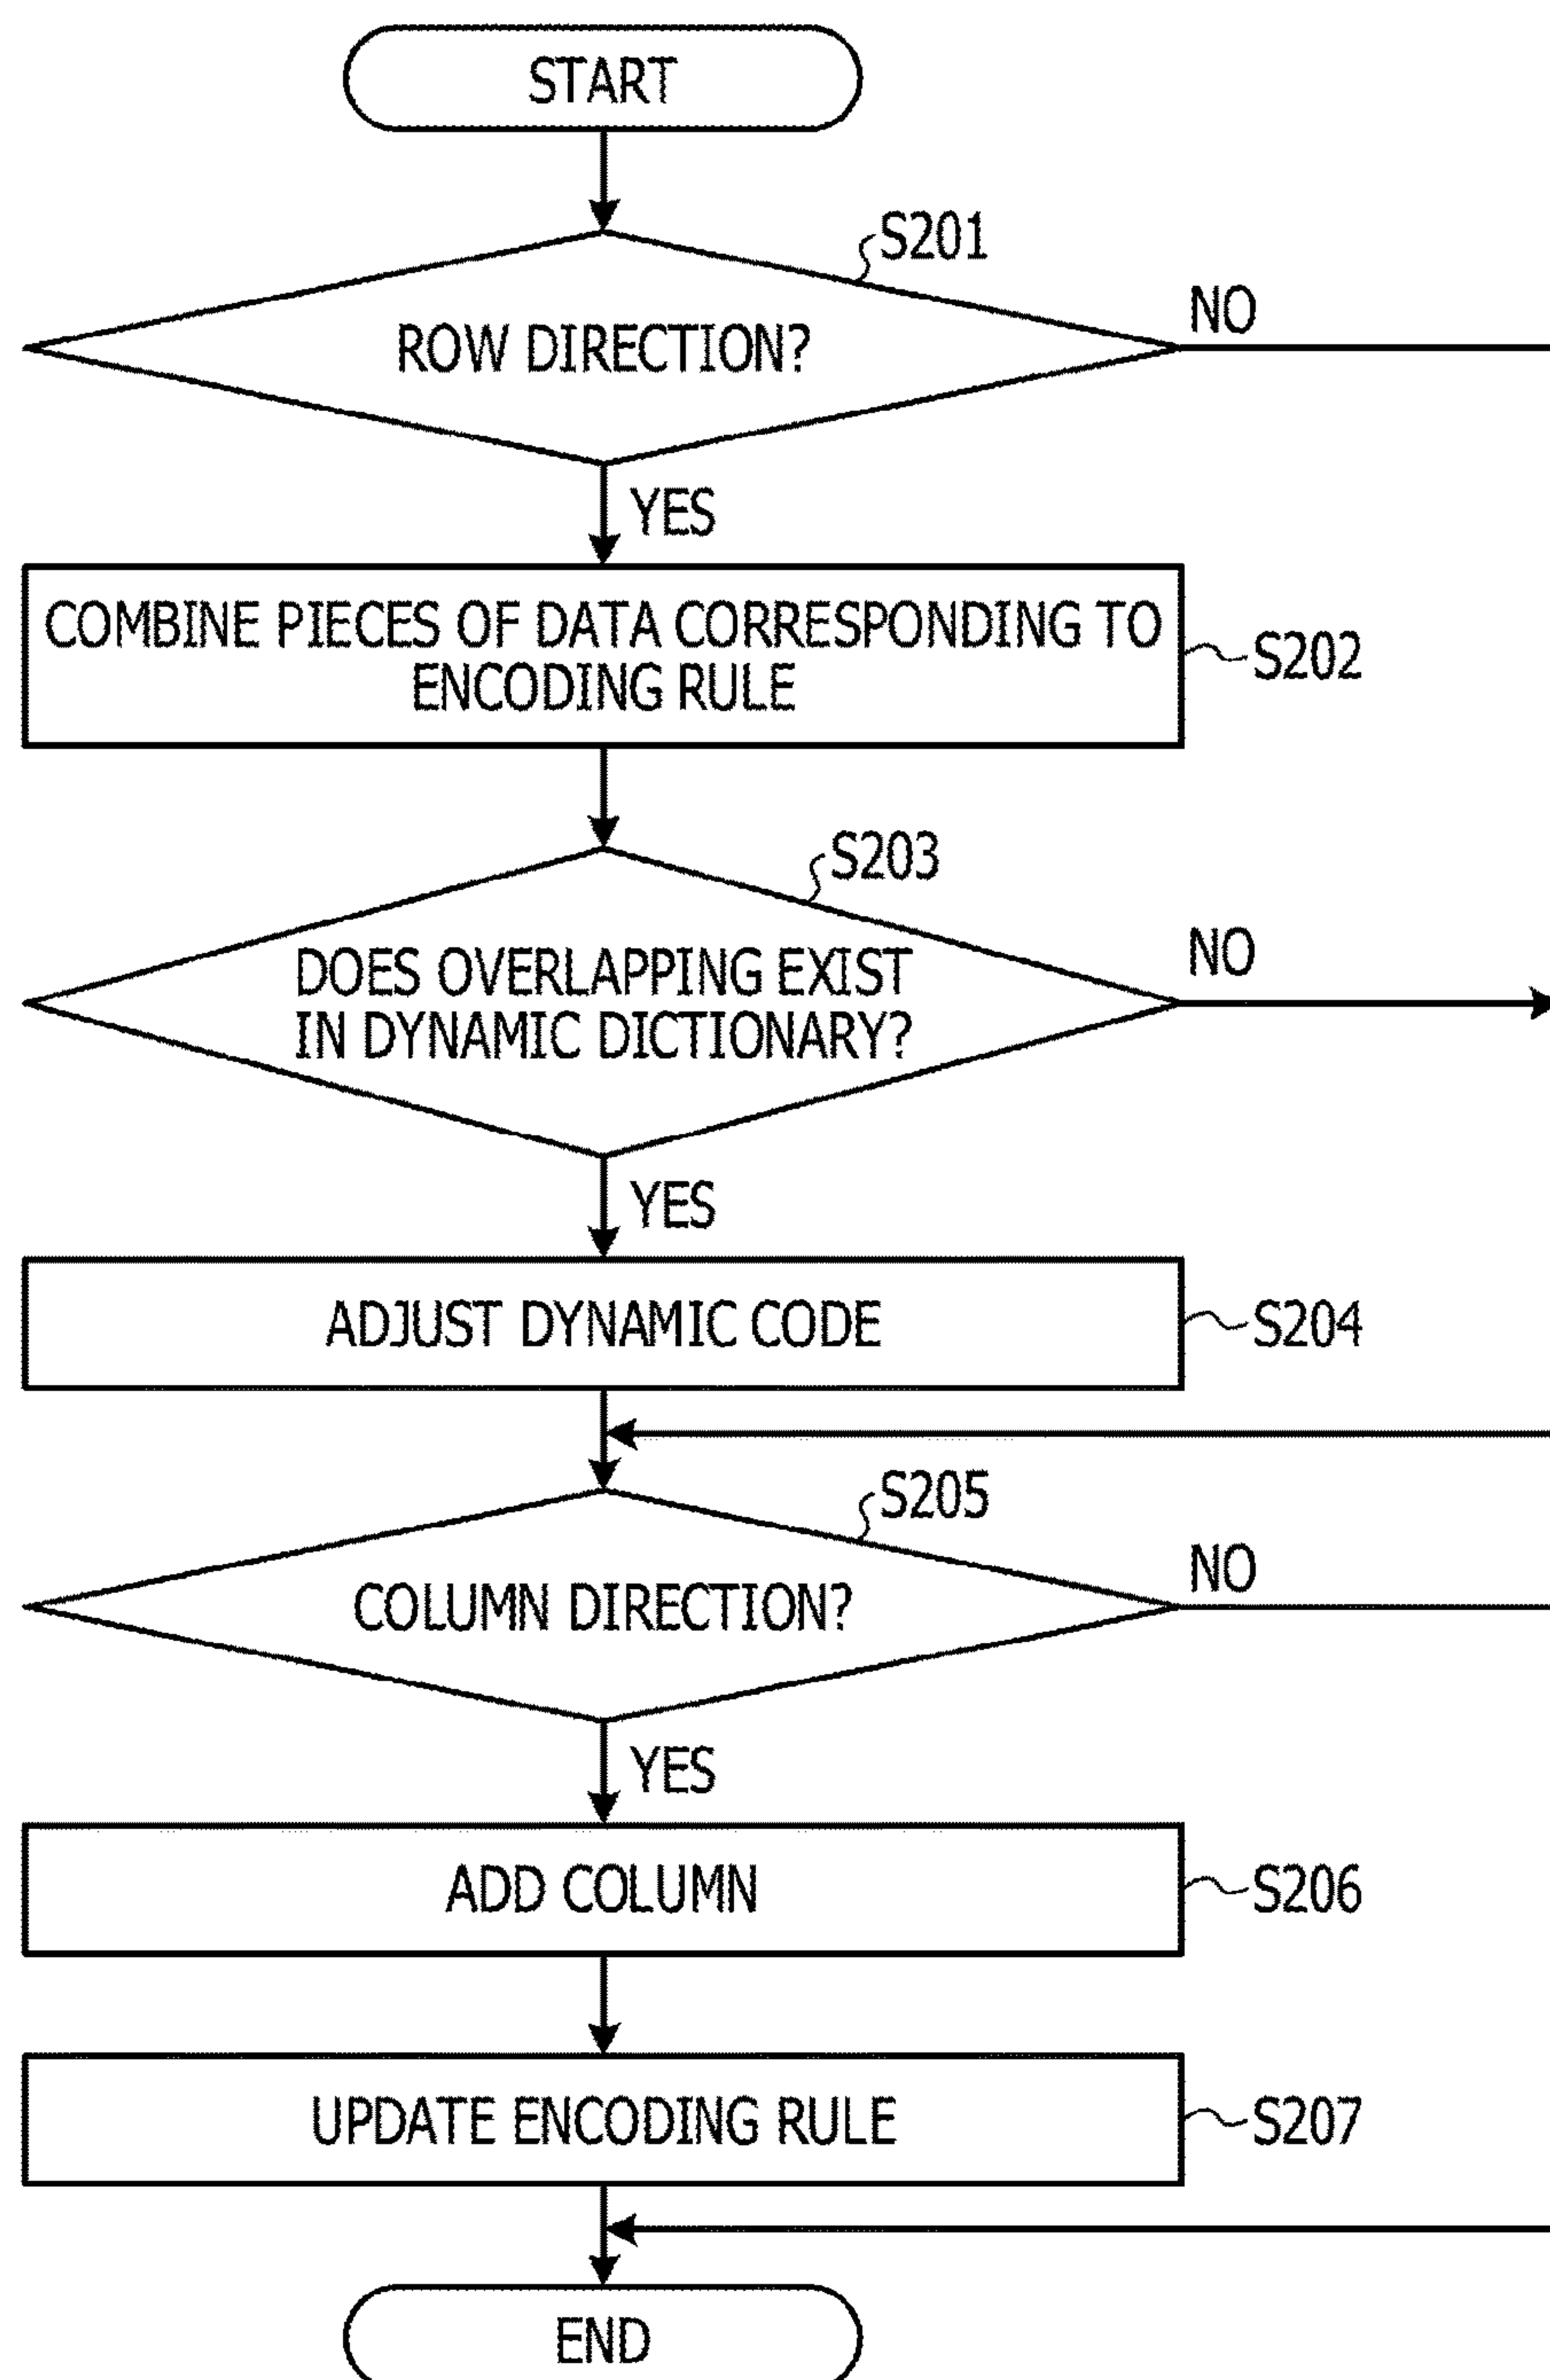 START
S201
ROW DIRECTION?
NO
YES
COMBINE PIECES OF DATA CORRESPONDING TO
ENCODING RULE
S202
S203
DOES OVERLAPPING EXIST
IN DYNAMIC DICTIONARY?
NO
YES
ADJUST DYNAMIC CODE
S204
S205
COLUMN DIRECTION?
NO
YES
ADD COLUMN
S206
UPDATE ENCODING RULE
S207
END